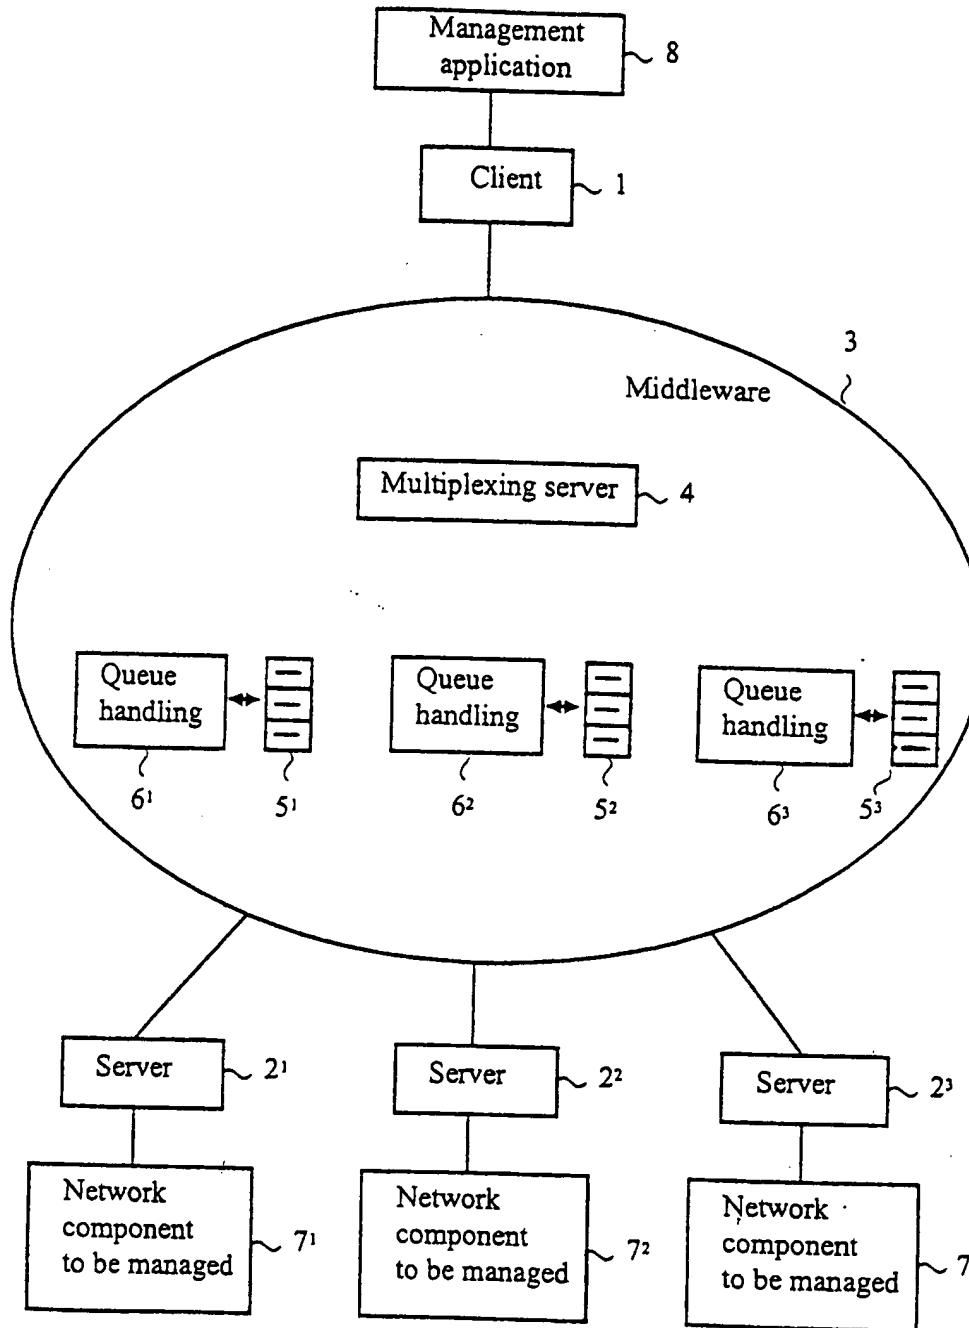 Management
application
8
Client
1
3
Middleware
Multiplexing server
4
Queue
handling
Queue
handling
Queue
handling
6¹
5¹
6²
5²
6³
5³
Server
2¹
Server
2²
Server
2³
Network
component
to be managed
7¹
Network
component
to be managed
7²
Network
component
to be managed
7